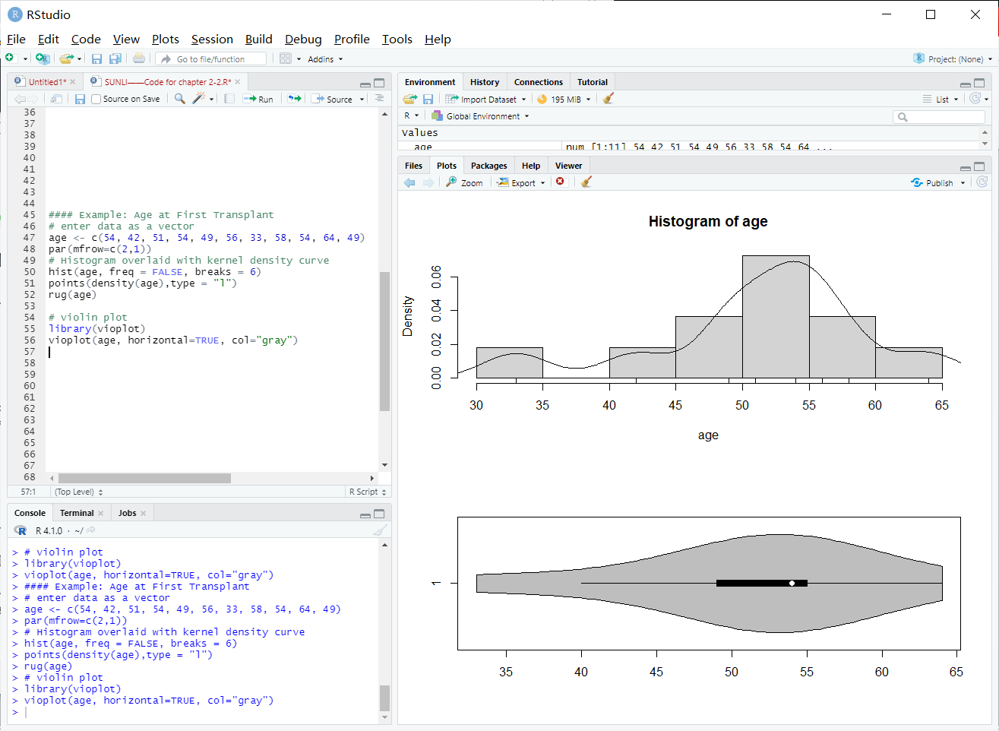 RStudio
File Edit Code View Plots Session Build Debug Profile Tools Help
Go to file/function Addins Project: (None)
Untitled1* SUNLI——Code for chapter 2-2.R*
Source on Save Run Source
36
37
38
39
40
41
42
43
44
45 #### Example: Age at First Transplant
46 # enter data as a vector
47 age <- c(54, 42, 51, 54, 49, 56, 33, 58, 54, 64, 49)
48 par(mfrow=c(2,1))
49 # Histogram overlaid with kernel density curve
50 hist(age, freq = FALSE, breaks = 6)
51 points(density(age),type = "l")
52 rug(age)
53
54 # violin plot
55 library(vioplot)
56 vioplot(age, horizontal=TRUE, col="gray")
57
58
59
60
61
62
63
64
65
66
67
68
57:1 (Top Level) R Script
Console Terminal Jobs
R 4.1.0 · ~/
> # violin plot
> library(vioplot)
> vioplot(age, horizontal=TRUE, col="gray")
> #### Example: Age at First Transplant
> # enter data as a vector
> age <- c(54, 42, 51, 54, 49, 56, 33, 58, 54, 64, 49)
> par(mfrow=c(2,1))
> # Histogram overlaid with kernel density curve
> hist(age, freq = FALSE, breaks = 6)
> points(density(age),type = "l")
> rug(age)
> # violin plot
> library(vioplot)
> vioplot(age, horizontal=TRUE, col="gray")
>
Environment History Connections Tutorial
Import Dataset 195 MiB List
R Global Environment
Values
age num [1:11] 54 42 51 54 49 56 33 58 54 64 ...
Files Plots Packages Help Viewer
Zoom Export Publish
Histogram of age
Density
0.06
0.04
0.02
0.00
30 35 40 45 50 55 60 65
age
1
35 40 45 50 55 60 65